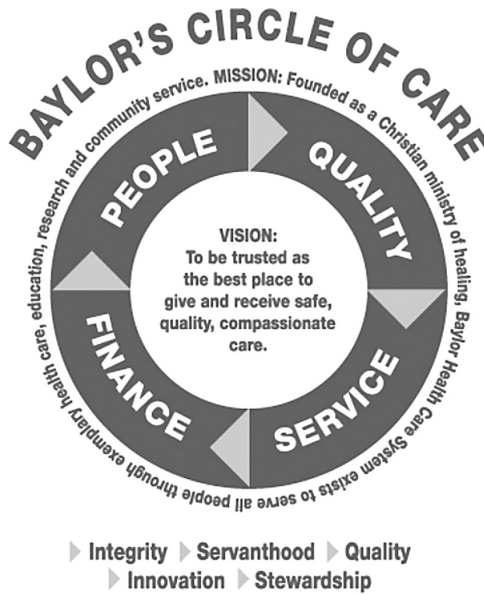 BAYLOR'S CIRCLE OF CARE
MISSION: Founded as a Christian ministry of healing, Baylor Health Care System exists to serve all people through exemplary health care, education, research and community service.
PEOPLE
QUALITY
SERVICE
FINANCE
VISION:
To be trusted as
the best place to
give and receive safe,
quality, compassionate
care.
Integrity Servanthood Quality
Innovation Stewardship